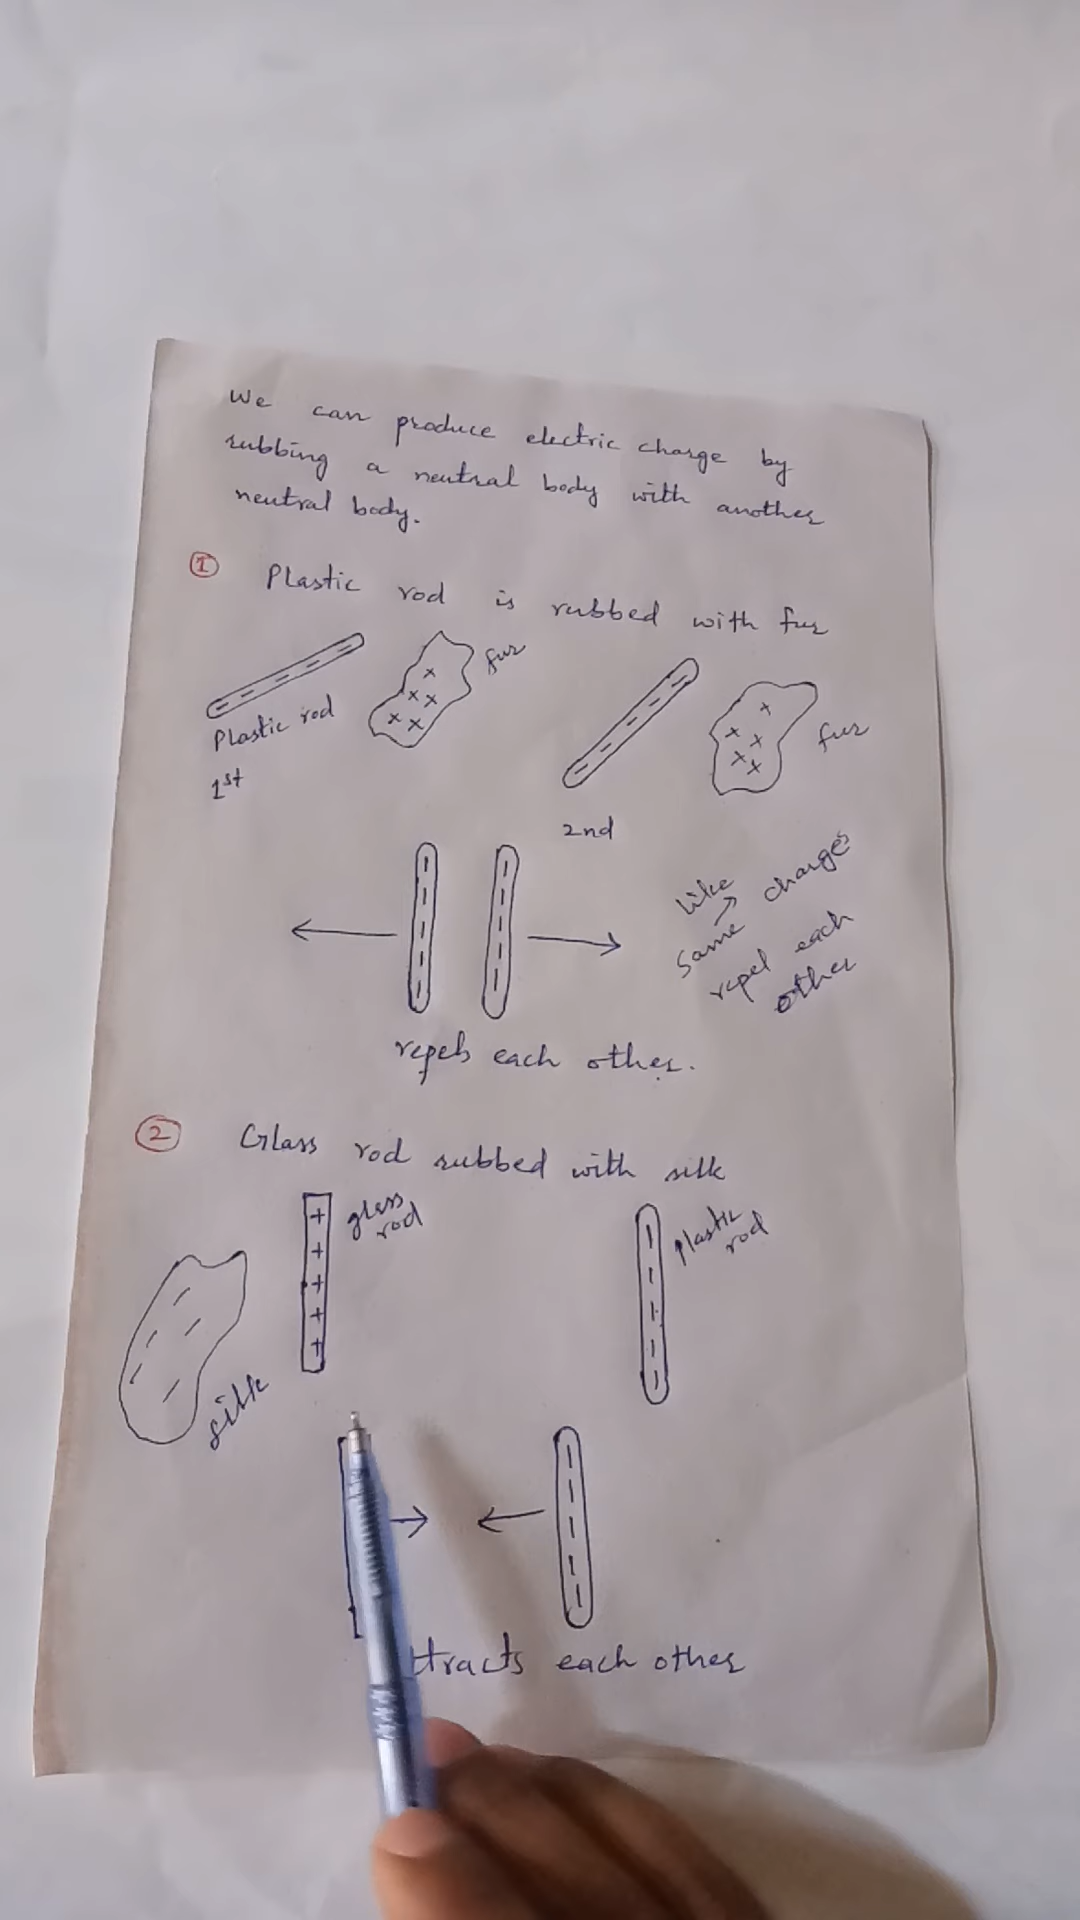 We can produce electric charge by
rubbing a neutral body with another
neutral body.
1 Plastic rod is rubbed with fur
fur
Plastic rod
1st
fur
2nd
Like
Same charges
repel each
other
repels each other.
2 Glass rod rubbed with silk
glass
rod
plastic
rod
silk
each other